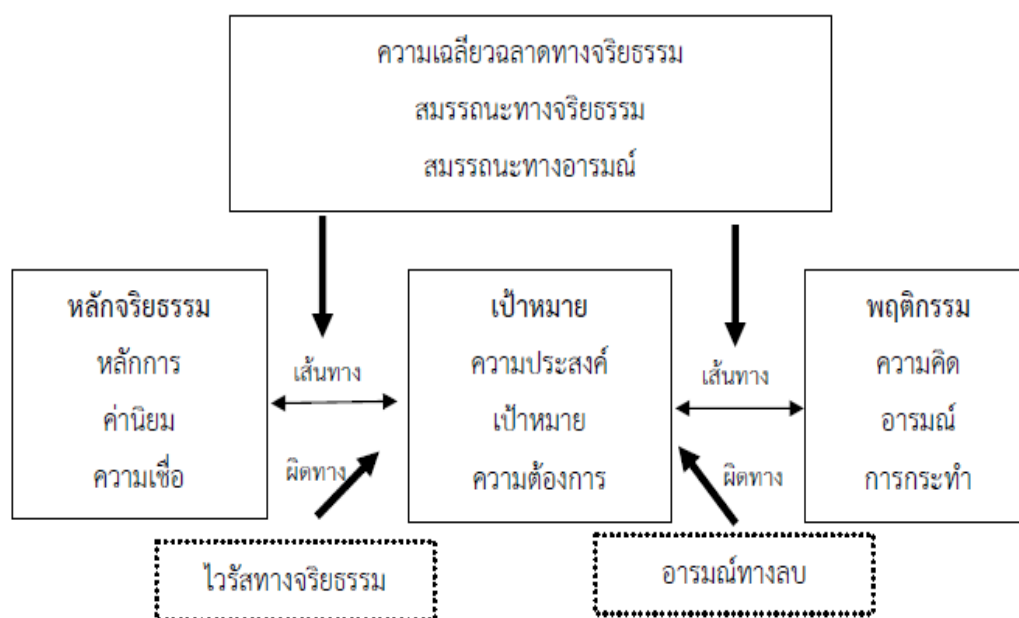 ความเฉลียวฉลาดทางจริยธรรม
สมรรถนะทางจริยธรรม
สมรรถนะทางอารมณ์
หลักจริยธรรม
หลักการ
ค่านิยม
ความเชื่อ
เส้นทาง
ผิดทาง
เป้าหมาย
ความประสงค์
เป้าหมาย
ความต้องการ
เส้นทาง
ผิดทาง
พฤติกรรม
ความคิด
อารมณ์
การกระทำ
ไวรัสทางจริยธรรม
อารมณ์ทางลบ